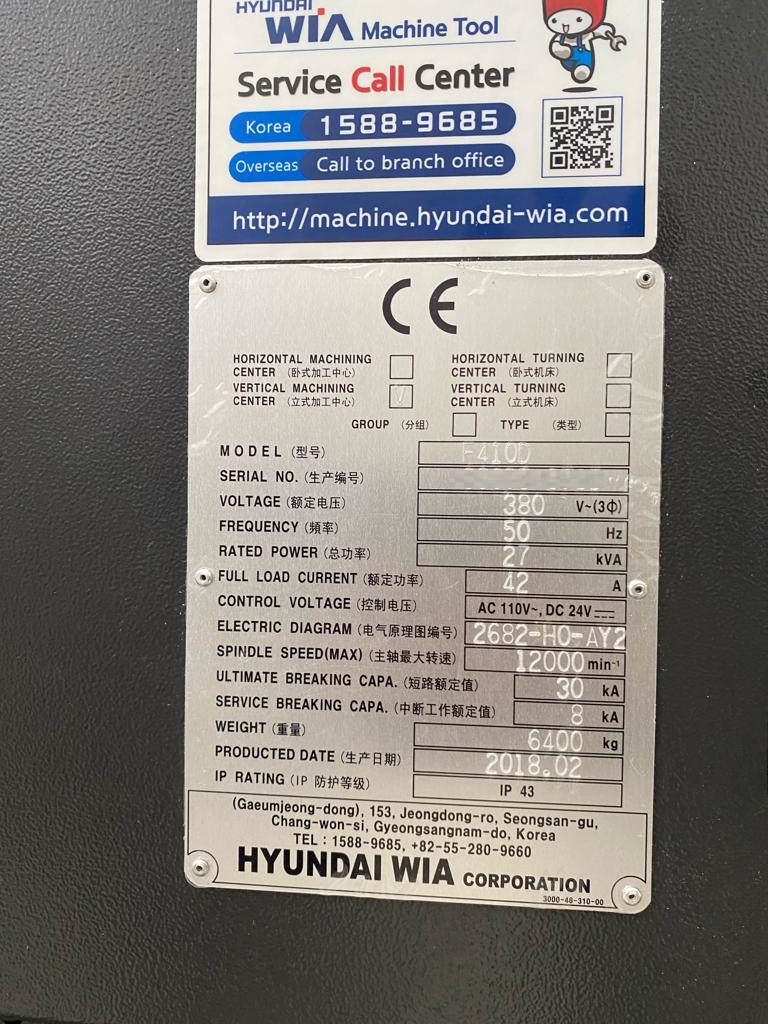 HYUNDAI
WIA Machine Tool
Service Call Center
Korea 1588-9685
Overseas Call to branch office
http://machine.hyundai-wia.com
CE
HORIZONTAL MACHINING
CENTER (卧式加工中心)
HORIZONTAL TURNING
CENTER (卧式机床)
VERTICAL MACHINING
CENTER (立式加工中心) V
VERTICAL TURNING
CENTER (立式机床)
GROUP (分组) TYPE (类型)
MODEL (型号) F410D
SERIAL NO. (生产编号)
VOLTAGE (额定电压) 380 V~(3Φ)
FREQUENCY (頻率) 50 Hz
RATED POWER (总功率) 27 kVA
FULL LOAD CURRENT (额定功率) 42 A
CONTROL VOLTAGE (控制电压) AC 110V~, DC 24V
ELECTRIC DIAGRAM (电气原理图编号) 2682-H0-AY2
SPINDLE SPEED(MAX) (主轴最大转速) 12000 min⁻¹
ULTIMATE BREAKING CAPA. (短路额定值) 30 kA
SERVICE BREAKING CAPA. (中断工作额定值) 8 kA
WEIGHT (重量) 6400 kg
PRODUCTED DATE (生产日期) 2018.02
IP RATING (IP 防护等级) IP 43
(Gaeumjeong-dong), 153, Jeongdong-ro, Seongsan-gu,
Chang-won-si, Gyeongsangnam-do, Korea
TEL : 1588-9685, +82-55-280-9660
HYUNDAI WIA CORPORATION
3000-48-310-00